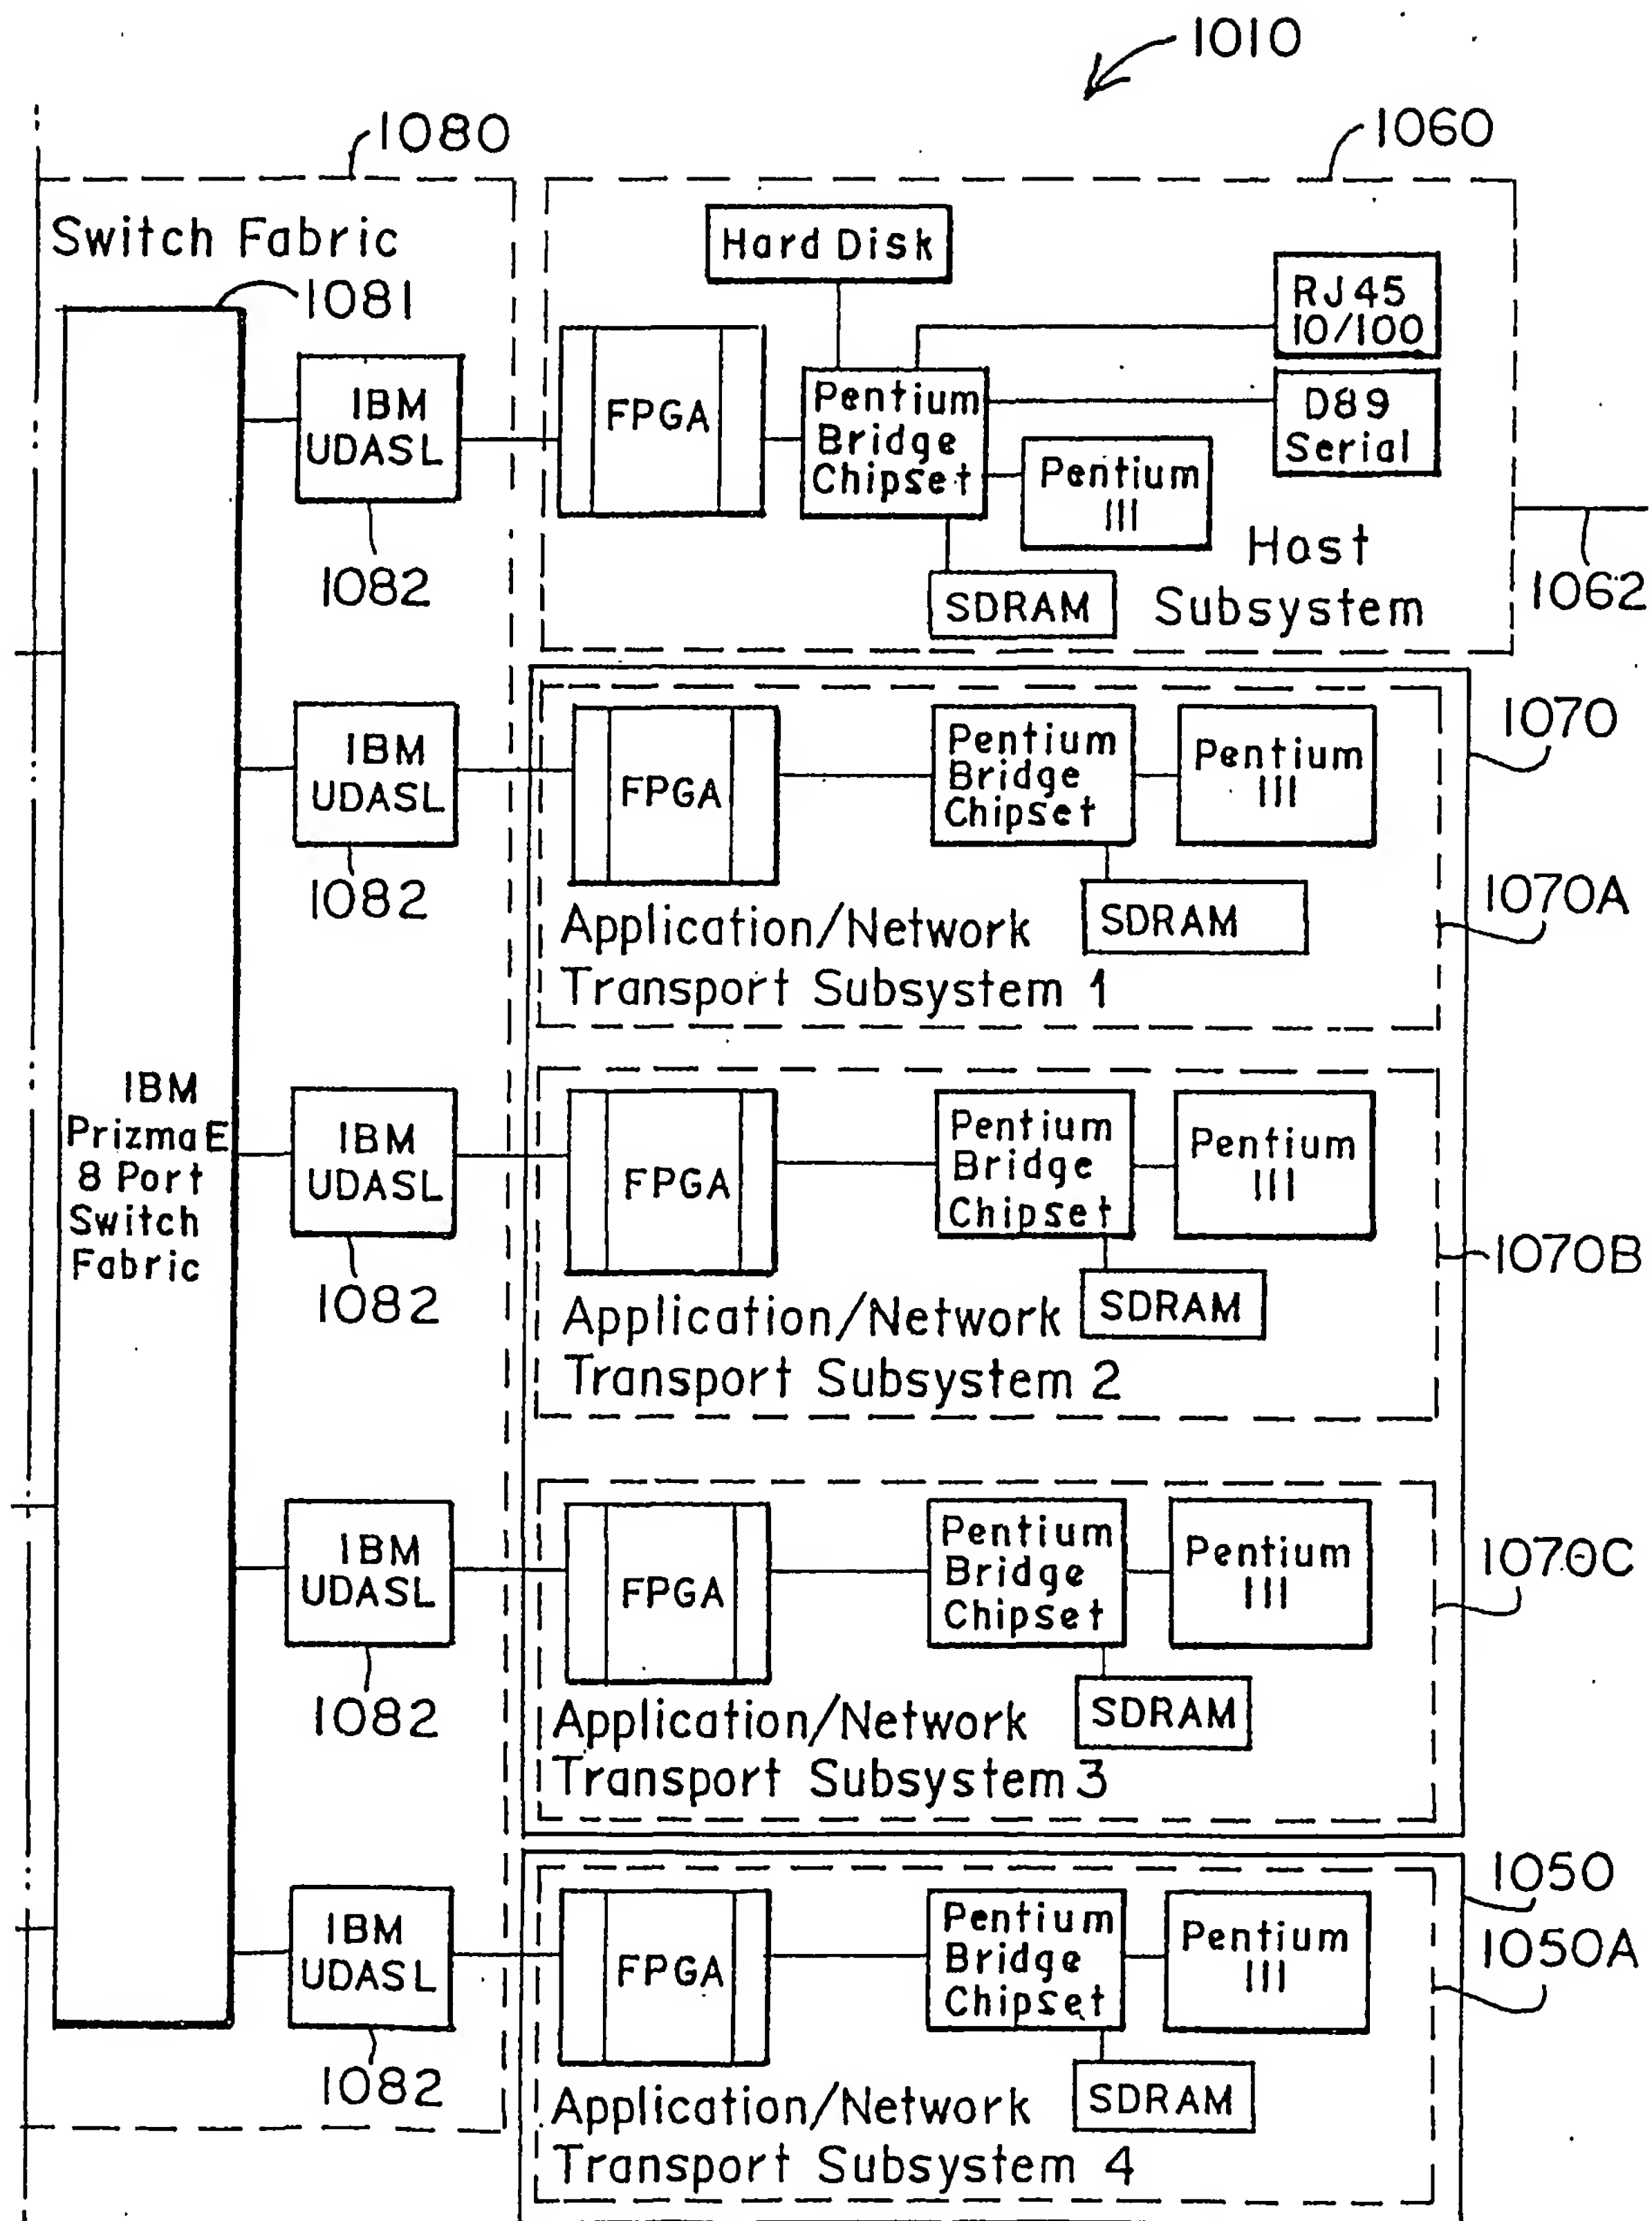 1010
1080
1060
Switch Fabric
1081
Hard Disk
RJ45
10/100
IBM
UDASL
FPGA
Pentium
Bridge
Chipset
D89
Serial
Pentium
III
Host
Subsystem
SDRAM
1082
1062
1070
IBM
UDASL
FPGA
Pentium
Bridge
Chipset
Pentium
III
1082
SDRAM
1070A
Application/Network
Transport Subsystem 1
IBM
Prizma E
8 Port
Switch
Fabric
IBM
UDASL
FPGA
Pentium
Bridge
Chipset
Pentium
III
1070B
1082
SDRAM
Application/Network
Transport Subsystem 2
IBM
UDASL
FPGA
Pentium
Bridge
Chipset
Pentium
III
1070C
1082
SDRAM
Application/Network
Transport Subsystem 3
1050
IBM
UDASL
FPGA
Pentium
Bridge
Chipset
Pentium
III
1050A
1082
SDRAM
Application/Network
Transport Subsystem 4